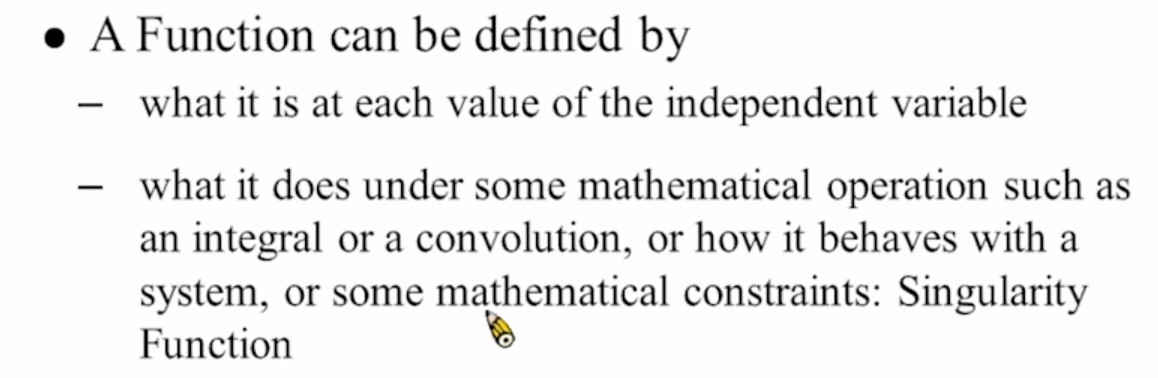 • A Function can be defined by
– what it is at each value of the independent variable
– what it does under some mathematical operation such as
an integral or a convolution, or how it behaves with a
system, or some mathematical constraints: Singularity
Function